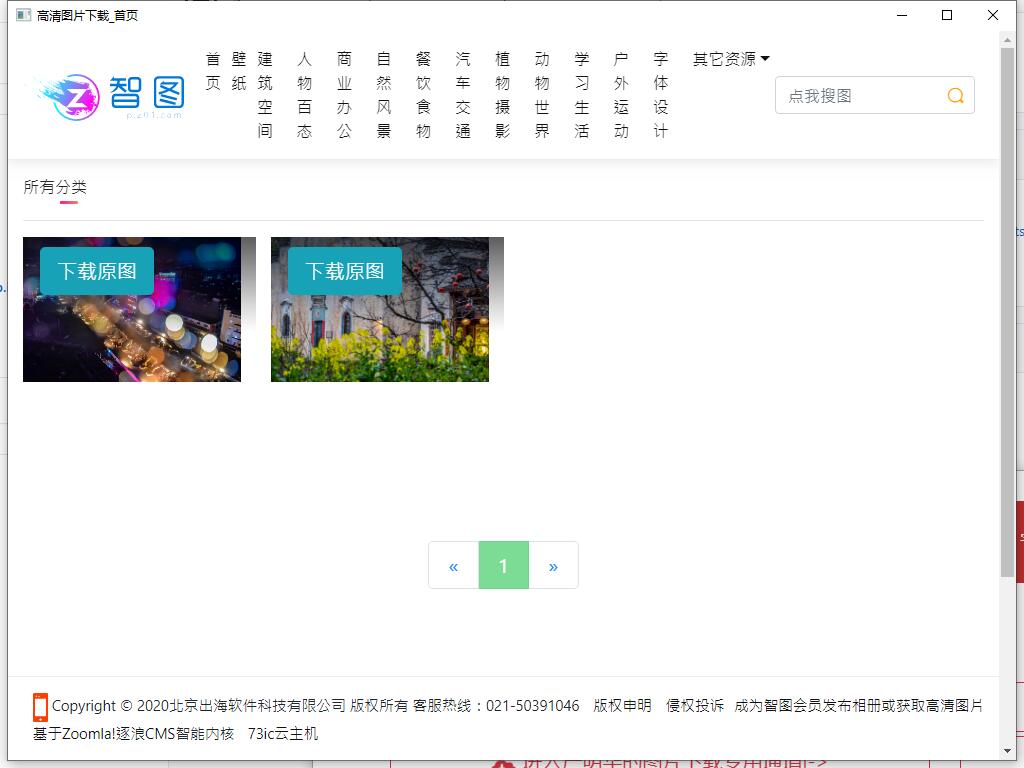 高清图片下载_首页
智图
p.z01.com
首页
壁纸
建筑空间
人物百态
商业办公
自然风景
餐饮食物
汽车交通
植物摄影
动物世界
学习生活
户外运动
字体设计
其它资源
点我搜图
所有分类
下载原图
下载原图
« 1 »
Copyright © 2020北京出海软件科技有限公司 版权所有 客服热线：021-50391046 版权申明 侵权投诉 成为智图会员发布相册或获取高清图片
基于Zoomla!逐浪CMS智能内核 73ic云主机